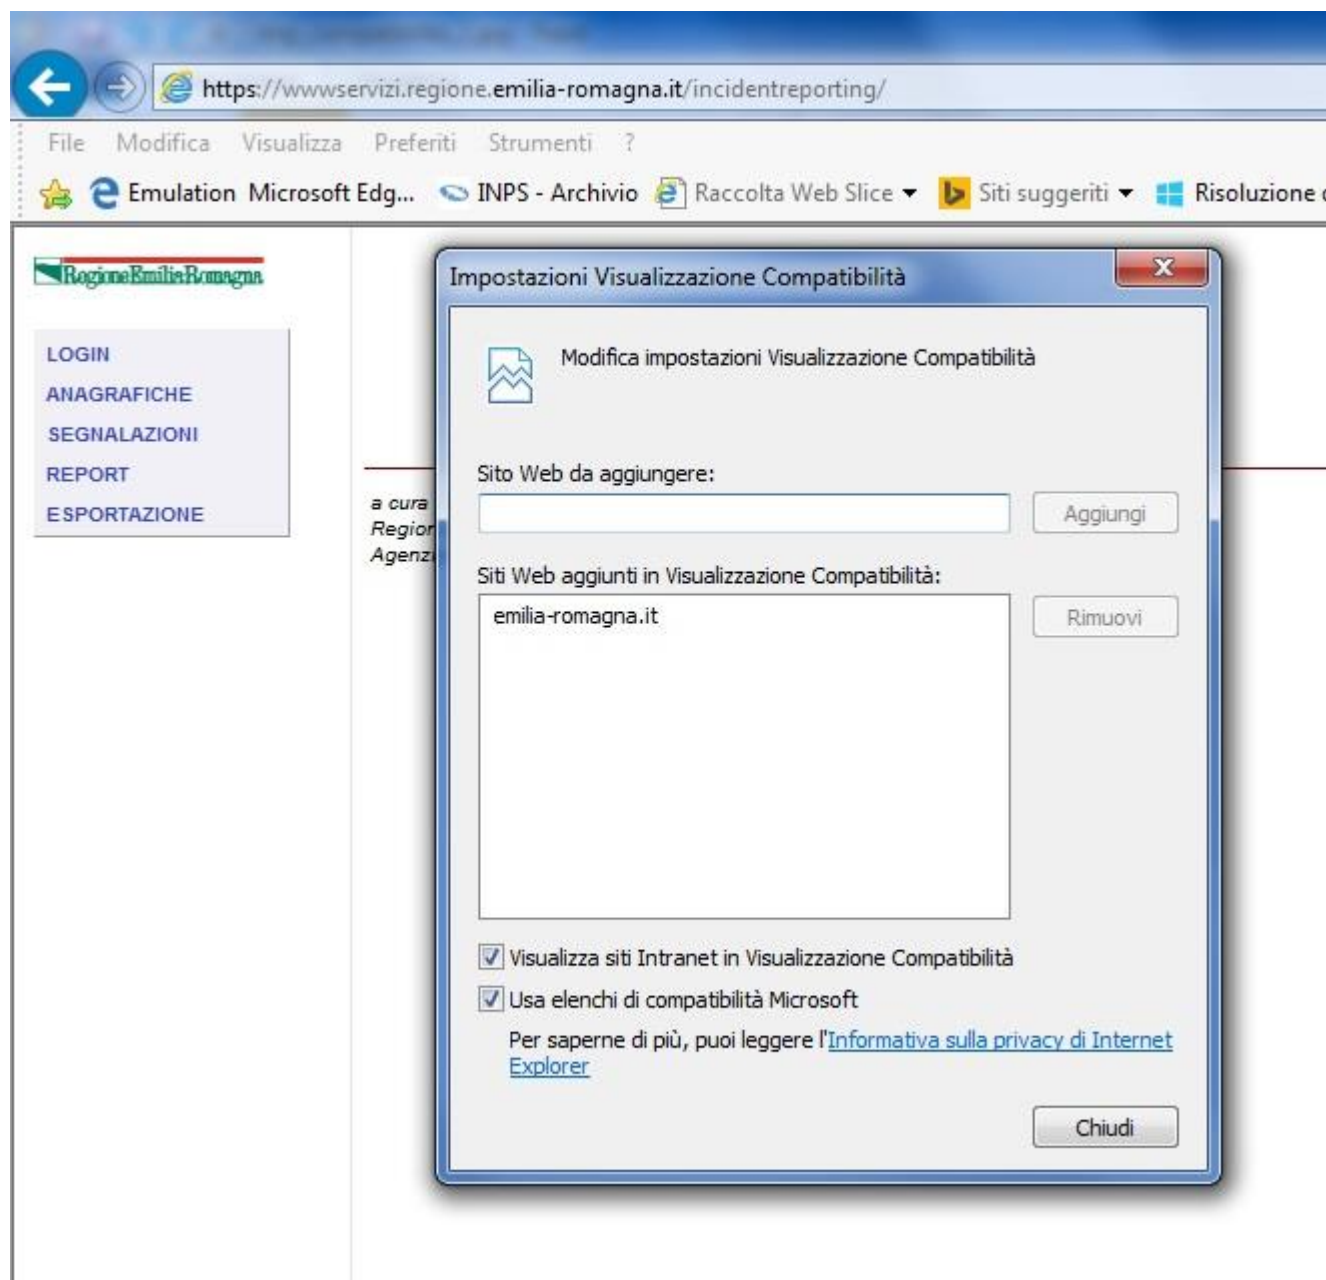 https://wwwservizi.regione.emilia-romagna.it/incidentreporting/
File Modifica Visualizza Preferiti Strumenti ?
Emulation Microsoft Edg... INPS - Archivio Raccolta Web Slice Siti suggeriti Risoluzione
RegioneEmiliaRomagna
LOGIN
ANAGRAFICHE
SEGNALAZIONI
REPORT
ESPORTAZIONE
a cura
Region
Agenzi
Impostazioni Visualizzazione Compatibilità
x
Modifica impostazioni Visualizzazione Compatibilità
Sito Web da aggiungere:
Aggiungi
Siti Web aggiunti in Visualizzazione Compatibilità:
emilia-romagna.it
Rimuovi
Visualizza siti Intranet in Visualizzazione Compatibilità
Usa elenchi di compatibilità Microsoft
Per saperne di più, puoi leggere l'Informativa sulla privacy di Internet
Explorer
Chiudi